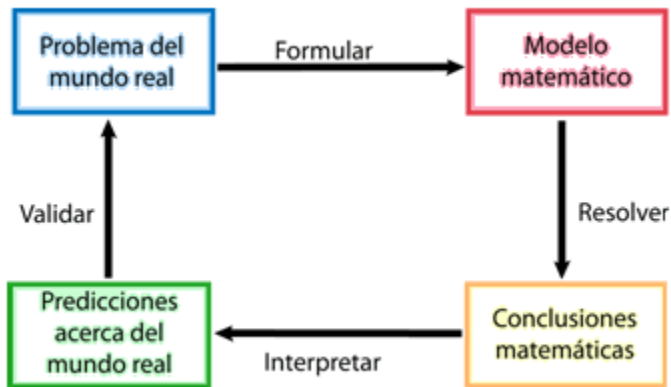 Problema del
mundo real
Formular
Modelo
matemático
Validar
Resolver
Predicciones
acerca del
mundo real
Interpretar
Conclusiones
matemáticas